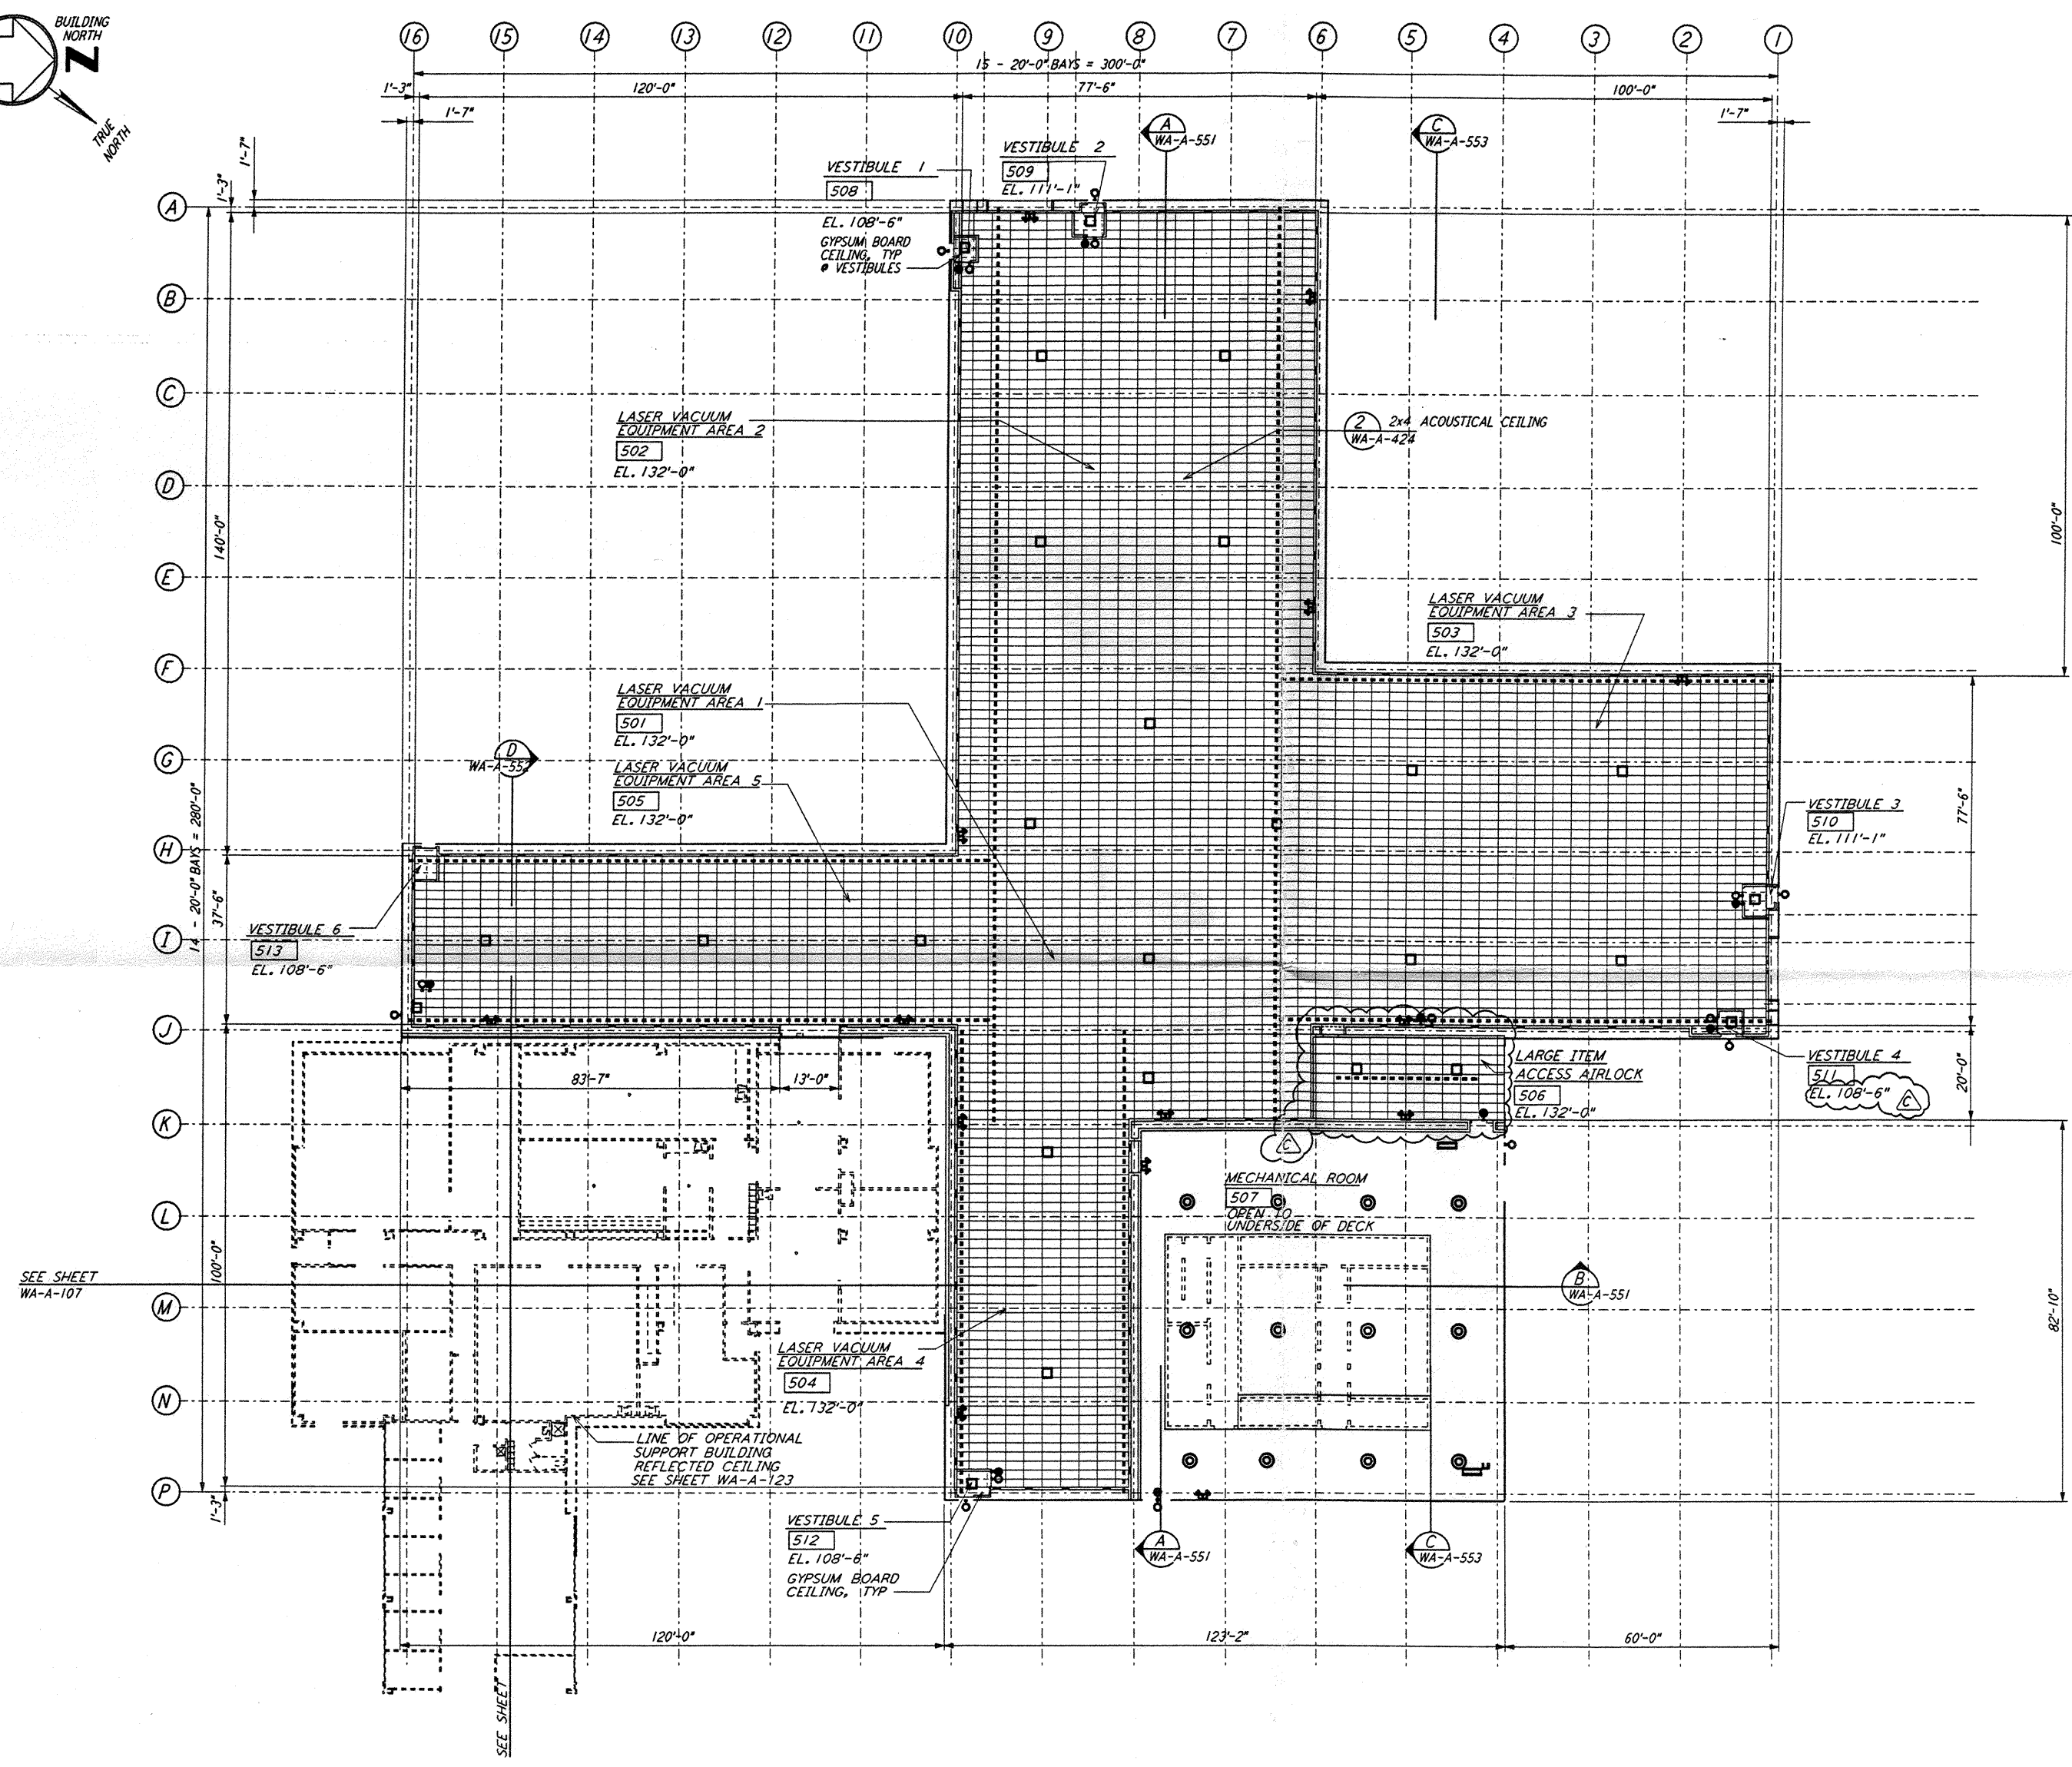 BUILDING
NORTH
Z
TRUE
NORTH
16
15
14
13
12
11
10
9
8
7
6
5
4
3
2
1
15 - 20'-0" BAYS = 300'-0"
1'-3"
120'-0"
77'-6"
100'-0"
1'-7"
1'-7"
1'-7"
1'-3"
A
WA-A-551
C
WA-A-553
VESTIBULE 1
508
EL. 108'-6"
GYPSUM BOARD
CEILING, TYP
@ VESTIBULES
VESTIBULE 2
509
EL. 111'-1"
A
B
C
D
E
F
G
H
I
J
K
L
M
N
P
14 - 20'-0" BAYS = 280'-0"
140'-0"
37'-6"
100'-0"
1'-3"
LASER VACUUM
EQUIPMENT AREA 2
502
EL. 132'-0"
2
WA-A-424
2x4 ACOUSTICAL CEILING
100'-0"
LASER VACUUM
EQUIPMENT AREA 3
503
EL. 132'-0"
LASER VACUUM
EQUIPMENT AREA 1
501
EL. 132'-0"
D
WA-A-552
LASER VACUUM
EQUIPMENT AREA 5
505
EL. 132'-0"
VESTIBULE 3
510
EL. 111'-1"
77'-6"
VESTIBULE 6
513
EL. 108'-6"
83'-7"
13'-0"
LARGE ITEM
ACCESS AIRLOCK
506
EL. 132'-0"
C
VESTIBULE 4
511
EL. 108'-6"
C
20'-0"
MECHANICAL ROOM
507
OPEN TO
UNDERSIDE OF DECK
SEE SHEET
WA-A-107
B
WA-A-551
82'-10"
LASER VACUUM
EQUIPMENT AREA 4
504
EL. 132'-0"
LINE OF OPERATIONAL
SUPPORT BUILDING
REFLECTED CEILING
SEE SHEET WA-A-123
VESTIBULE 5
512
EL. 108'-6"
GYPSUM BOARD
CEILING, TYP
A
WA-A-551
C
WA-A-553
120'-0"
123'-2"
60'-0"
SEE SHEET